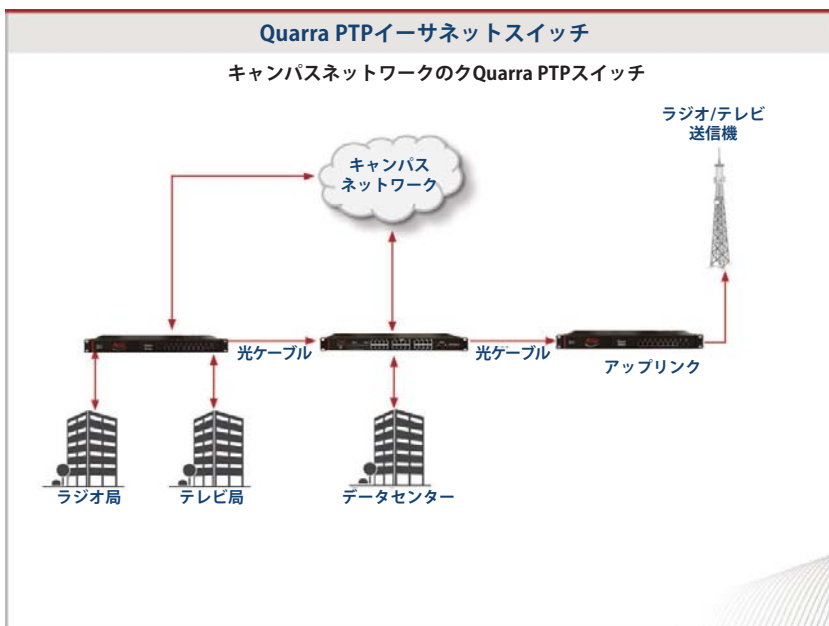 Quarra PTPイーサネットスイッチ
キャンパスネットワークのクQuarra PTPスイッチ
ラジオ/テレビ
送信機
キャンパス
ネットワーク
光ケーブル
光ケーブル
アップリンク
ラジオ局
テレビ局
データセンター